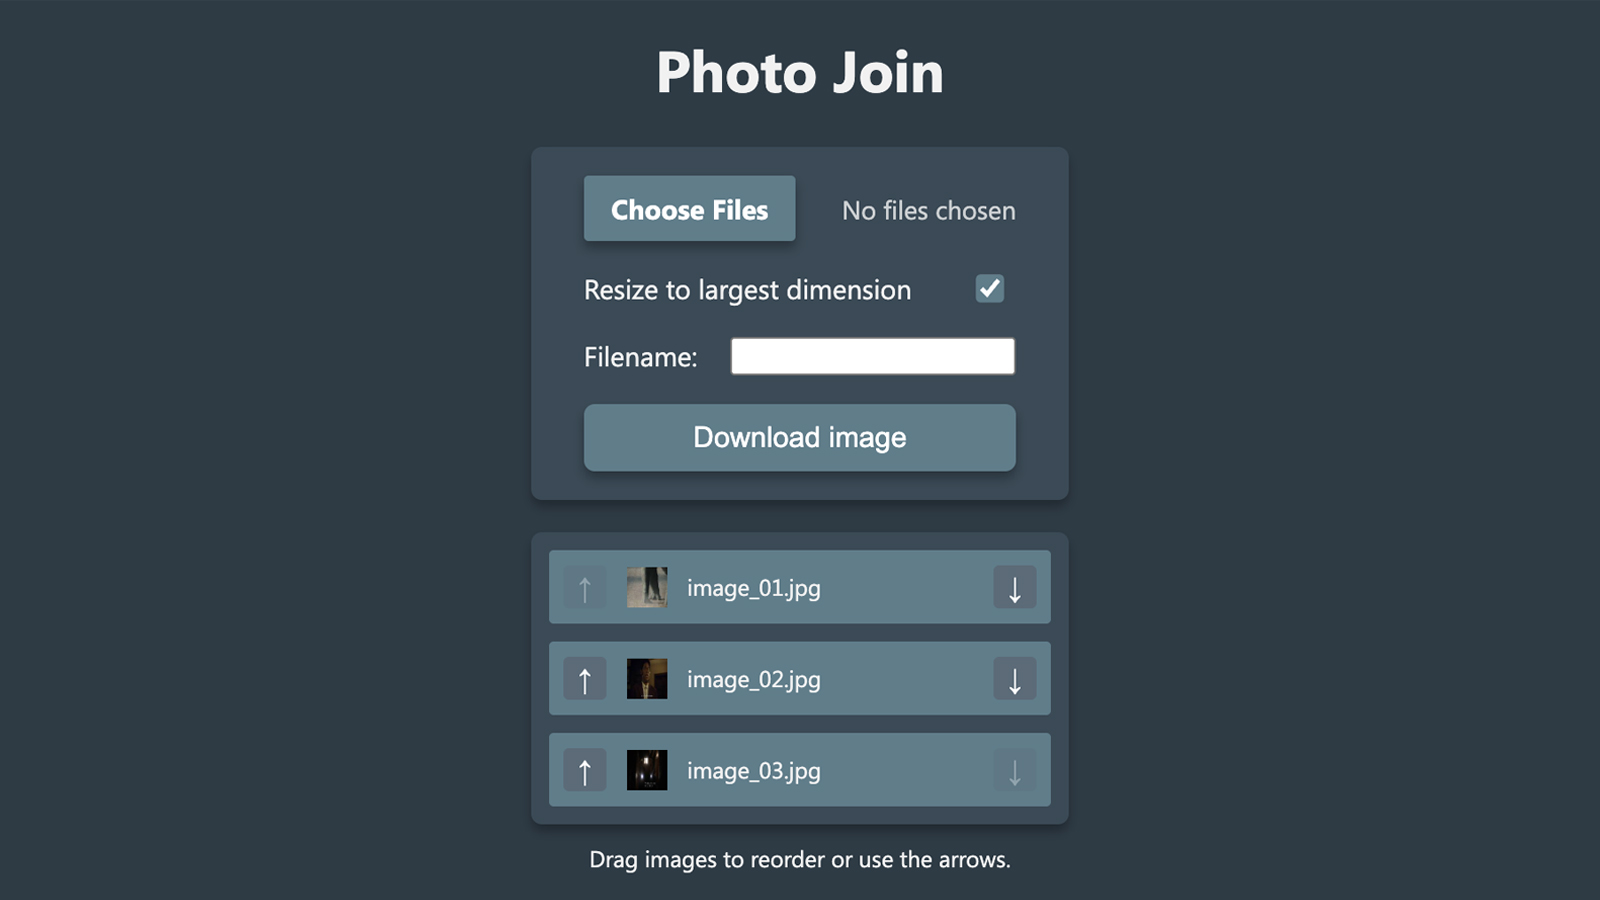 Photo Join
Choose Files No files chosen
Resize to largest dimension
Filename:
Download image
↑ image_01.jpg ↓
↑ image_02.jpg ↓
↑ image_03.jpg ↓
Drag images to reorder or use the arrows.